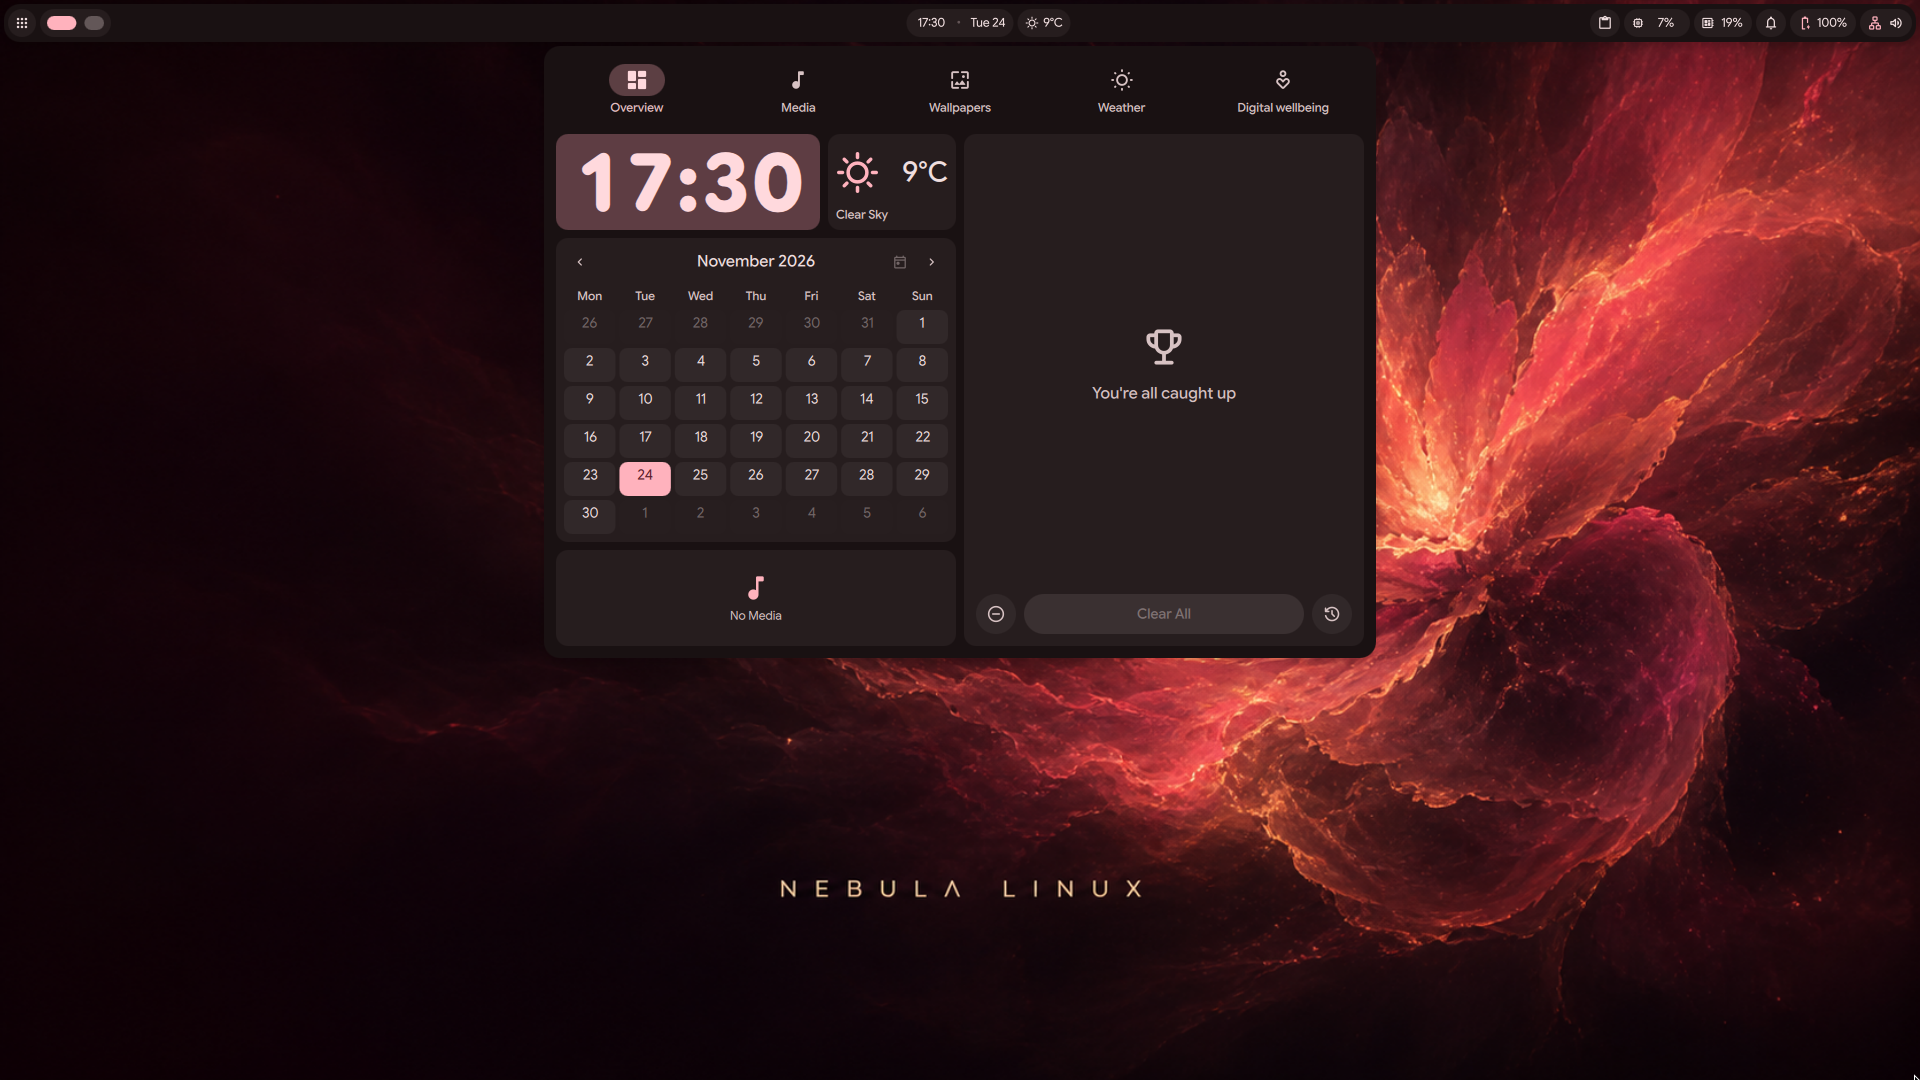 17:30 • Tue 24
9°C
7%
19%
100%
Overview
Media
Wallpapers
Weather
Digital wellbeing
17:30
9°C
Clear Sky
November 2026
Mon Tue Wed Thu Fri Sat Sun
26 27 28 29 30 31 1
2 3 4 5 6 7 8
9 10 11 12 13 14 15
16 17 18 19 20 21 22
23 24 25 26 27 28 29
30 1 2 3 4 5 6
No Media
You're all caught up
Clear All
NEBULA LINUX